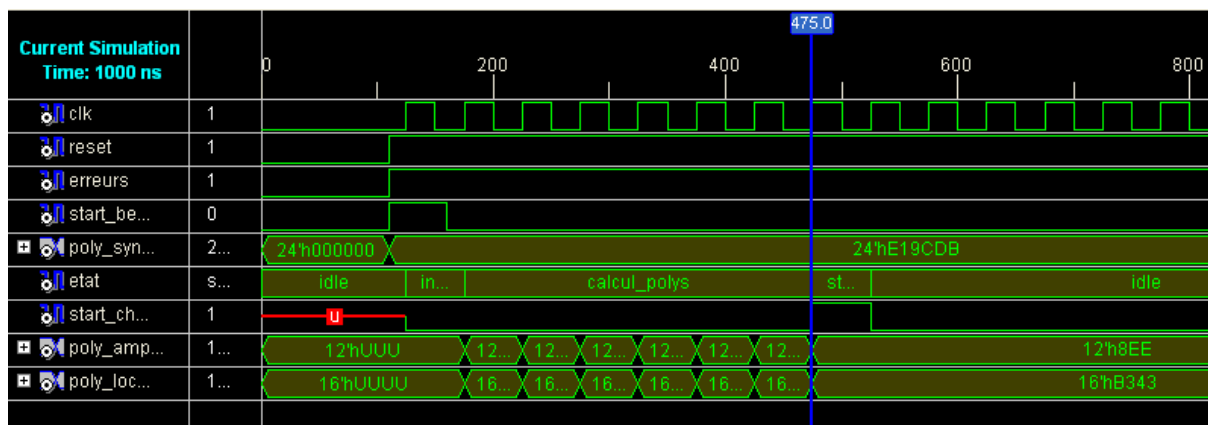 475.0
Current Simulation
Time: 1000 ns
0 200 400 600 800
clk 1
reset 1
erreurs 1
start_be... 0
poly_syn... 2... 24'h000000 24'hE19CDB
etat s... idle in... calcul_polys st... idle
start_ch... 1 U
poly_amp... 1... 12'hUUU 12... 12... 12... 12... 12... 12... 12'h8EE
poly_loc... 1... 16'hUUUU 16... 16... 16... 16... 16... 16... 16'hB343